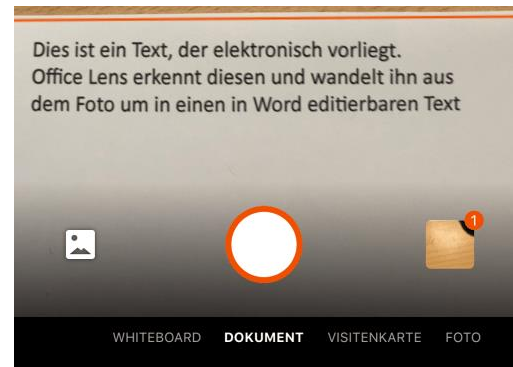 Dies ist ein Text, der elektronisch vorliegt.
Office Lens erkennt diesen und wandelt ihn aus
dem Foto um in einen in Word editierbaren Text
1
WHITEBOARD DOKUMENT VISITENKARTE FOTO